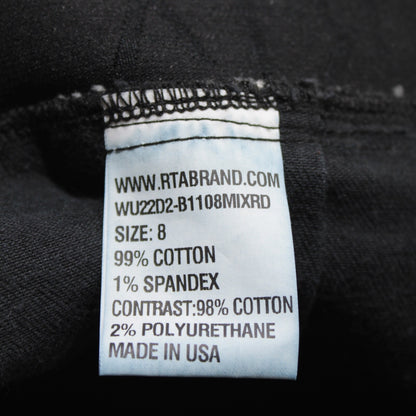 WWW.RTABRAND.COM
WU22D2-B1108MIXRD
SIZE: 8
99% COTTON
1% SPANDEX
CONTRAST:98% COTTON
2% POLYURETHANE
MADE IN USA